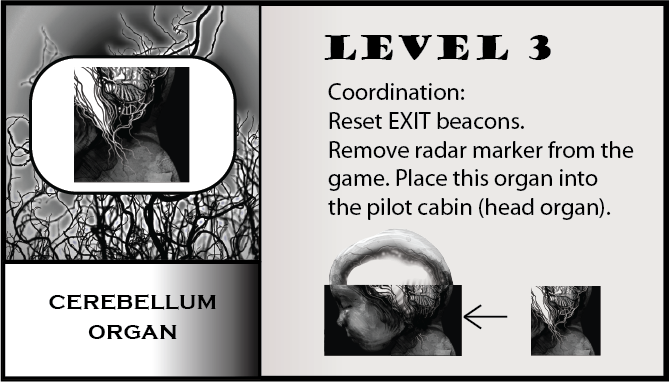 LEVEL 3
Coordination:
Reset EXIT beacons.
Remove radar marker from the
game. Place this organ into
the pilot cabin (head organ).
CEREBELLUM
ORGAN